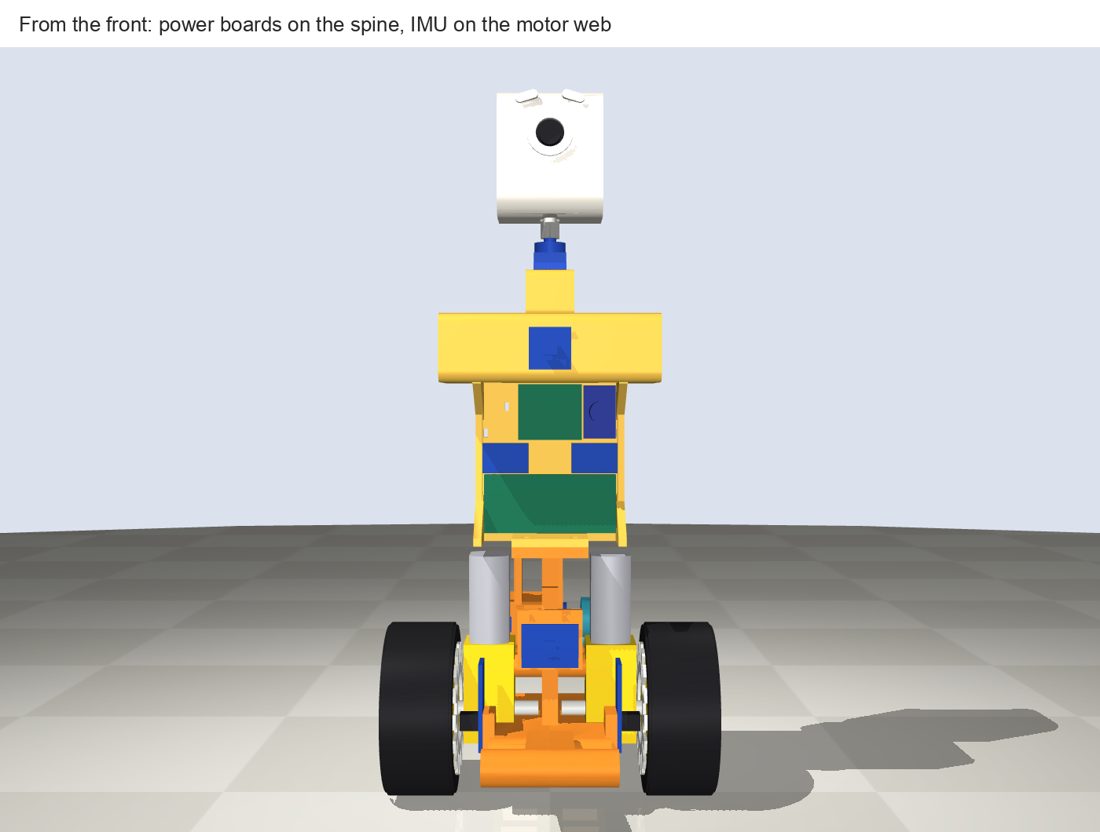 From the front: power boards on the spine, IMU on the motor web